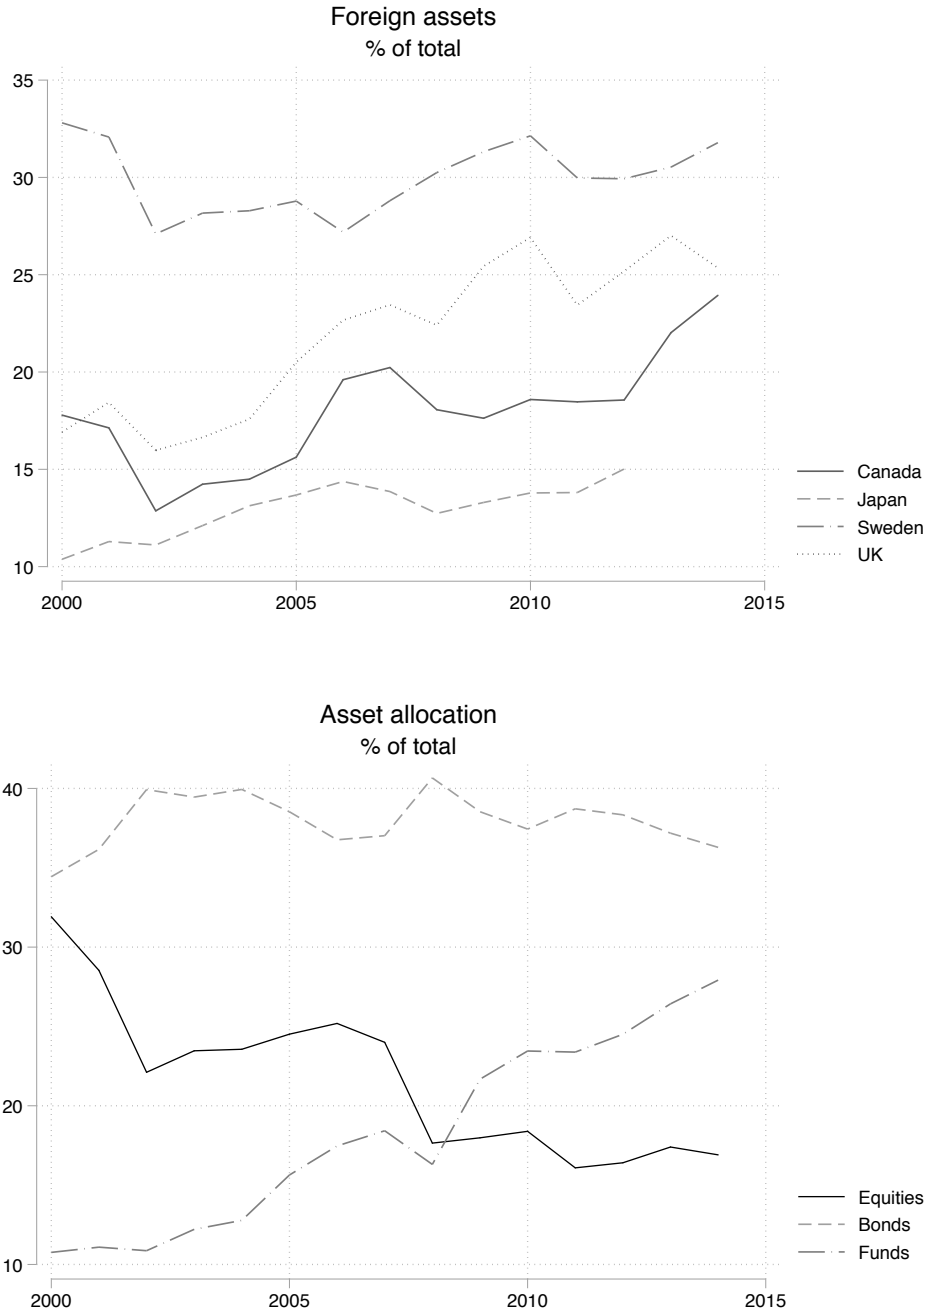 Foreign assets
% of total
35
30
25
20
15
10
2000 2005 2010 2015
Canada
Japan
Sweden
UK
Asset allocation
% of total
40
30
20
10
2000 2005 2010 2015
Equities
Bonds
Funds